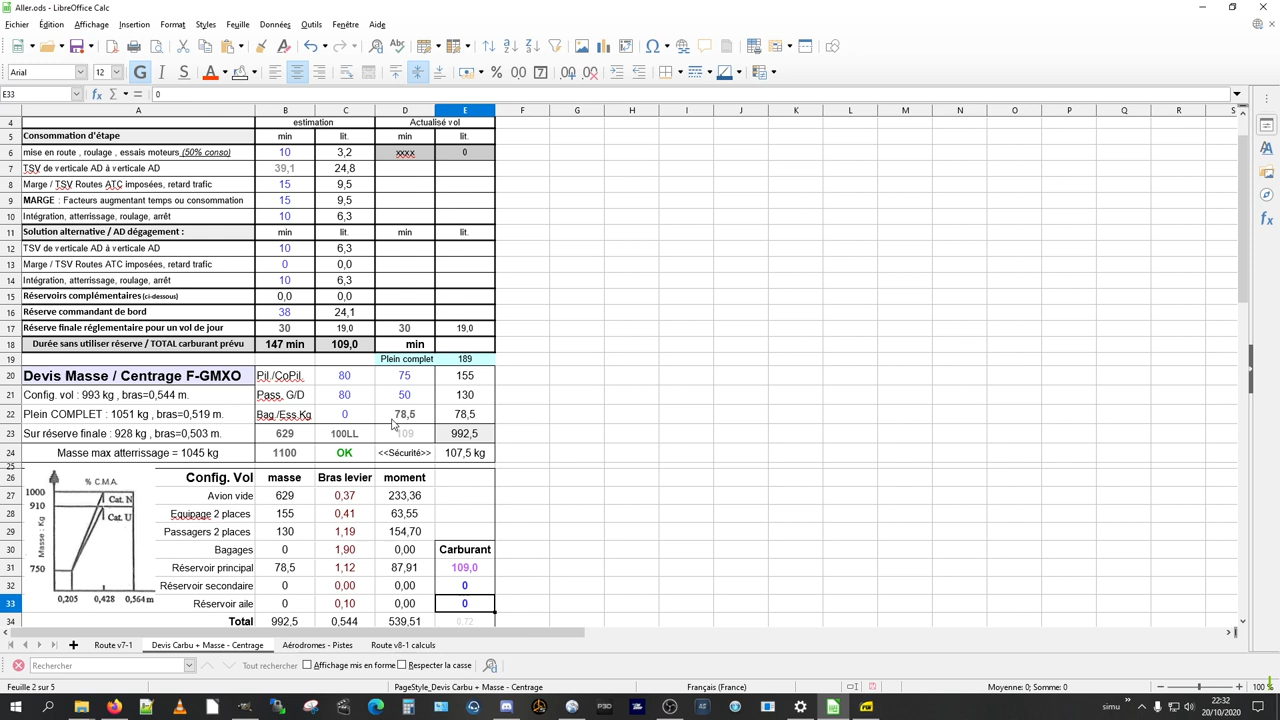 Aller.ods - LibreOffice Calc
Fichier Édition Affichage Insertion Format Styles Feuille Données Outils Fenêtre Aide
Arial 12
E33 0
A B C D E F G H I J K L M N O P Q R S
4 estimation Actualisé vol
5 Consommation d'étape min lit. min lit.
6 mise en route , roulage , essais moteurs (50% conso) 10 3,2 xxxx 0
7 TSV de verticale AD à verticale AD 39,1 24,8
8 Marge / TSV Routes ATC imposées, retard trafic 15 9,5
9 MARGE : Facteurs augmentant temps ou consommation 15 9,5
10 Intégration, atterrissage, roulage, arrêt 10 6,3
11 Solution alternative / AD dégagement : min lit. min lit.
12 TSV de verticale AD à verticale AD 10 6,3
13 Marge / TSV Routes ATC imposées, retard trafic 0 0,0
14 Intégration, atterrissage, roulage, arrêt 10 6,3
15 Réservoirs complémentaires (ci-dessous) 0,0 0,0
16 Réserve commandant de bord 38 24,1
17 Réserve finale réglementaire pour un vol de jour 30 19,0 30 19,0
18 Durée sans utiliser réserve / TOTAL carburant prévu 147 min 109,0 min
19 Plein complet 189
20 Devis Masse / Centrage F-GMXO Pil /CoPil. 80 75 155
21 Config. vol : 993 kg , bras=0,544 m. Pass. G/D 80 50 130
22 Plein COMPLET : 1051 kg , bras=0,519 m. Bag /Ess.Kg 0 78,5 78,5
23 Sur réserve finale : 928 kg , bras=0,503 m. 629 100LL 109 992,5
24 Masse max atterrissage = 1045 kg 1100 OK <<Sécurité>> 107,5 kg
25
26 Config. Vol masse Bras levier moment
27 Avion vide 629 0,37 233,36
28 Equipage 2 places 155 0,41 63,55
29 Passagers 2 places 130 1,19 154,70
30 Bagages 0 1,90 0,00 Carburant
31 Réservoir principal 78,5 1,12 87,91 109,0
32 Réservoir secondaire 0 0,00 0,00 0
33 Réservoir aile 0 0,10 0,00 0
34 Total 992,5 0,544 539,51 0.72
% C.M.A.
1000 Cat. N
910 Cat. U
Masse : Kg
750
0,205 0,428 0,564 m
Route v7-1 Devis Carbu + Masse - Centrage Aérodromes - Pistes Route v8-1 calculs
Rechercher Tout rechercher Affichage mis en forme Respecter la casse
Feuille 2 sur 5 PageStyle_Devis Carbu + Masse - Centrage Français (France) Moyenne: 0; Somme: 0 100 %
P3D simu 22:32
20/10/2020